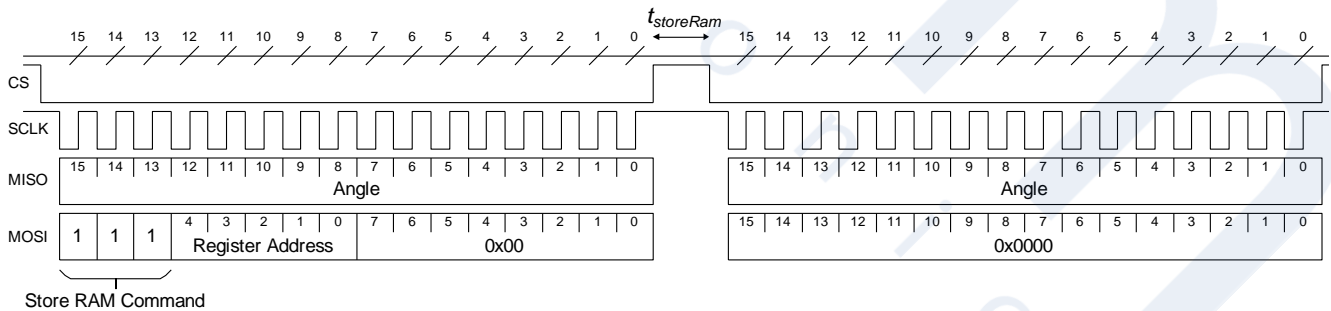 t_storeRam
15 14 13 12 11 10 9 8 7 6 5 4 3 2 1 0 15 14 13 12 11 10 9 8 7 6 5 4 3 2 1 0
CS
SCLK
MISO 15 14 13 12 11 10 9 8 7 6 5 4 3 2 1 0 15 14 13 12 11 10 9 8 7 6 5 4 3 2 1 0
Angle Angle
MOSI 1 1 1 4 3 2 1 0 7 6 5 4 3 2 1 0 15 14 13 12 11 10 9 8 7 6 5 4 3 2 1 0
Register Address 0x00 0x0000
Store RAM Command